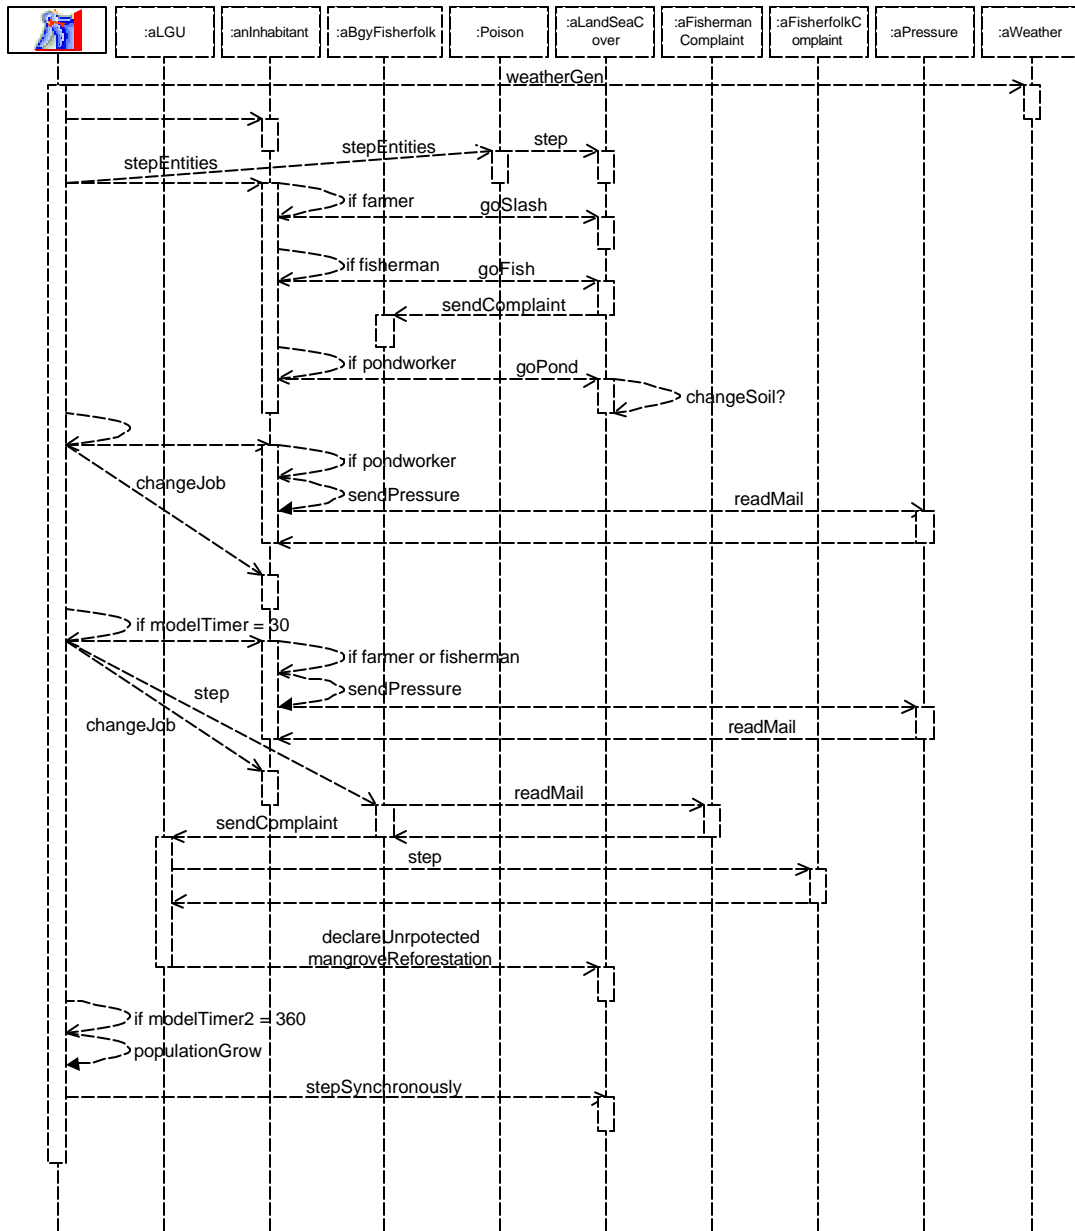 :aLGU
:anInhabitant
:aBgyFisherfolk
:Poison
:aLandSeaC
over
:aFisherman
Complaint
:aFisherfolkC
omplaint
:aPressure
:aWeather
weatherGen
stepEntities
stepEntities
step
if farmer
goSlash
if fisherman
goFish
sendComplaint
if pondworker
goPond
changeSoil?
if pondworker
changeJob
sendPressure
readMail
if modelTimer = 30
if farmer or fisherman
step
sendPressure
changeJob
readMail
readMail
sendComplaint
step
declareUnrpotected
mangroveReforestation
if modelTimer2 = 360
populationGrow
stepSynchronously